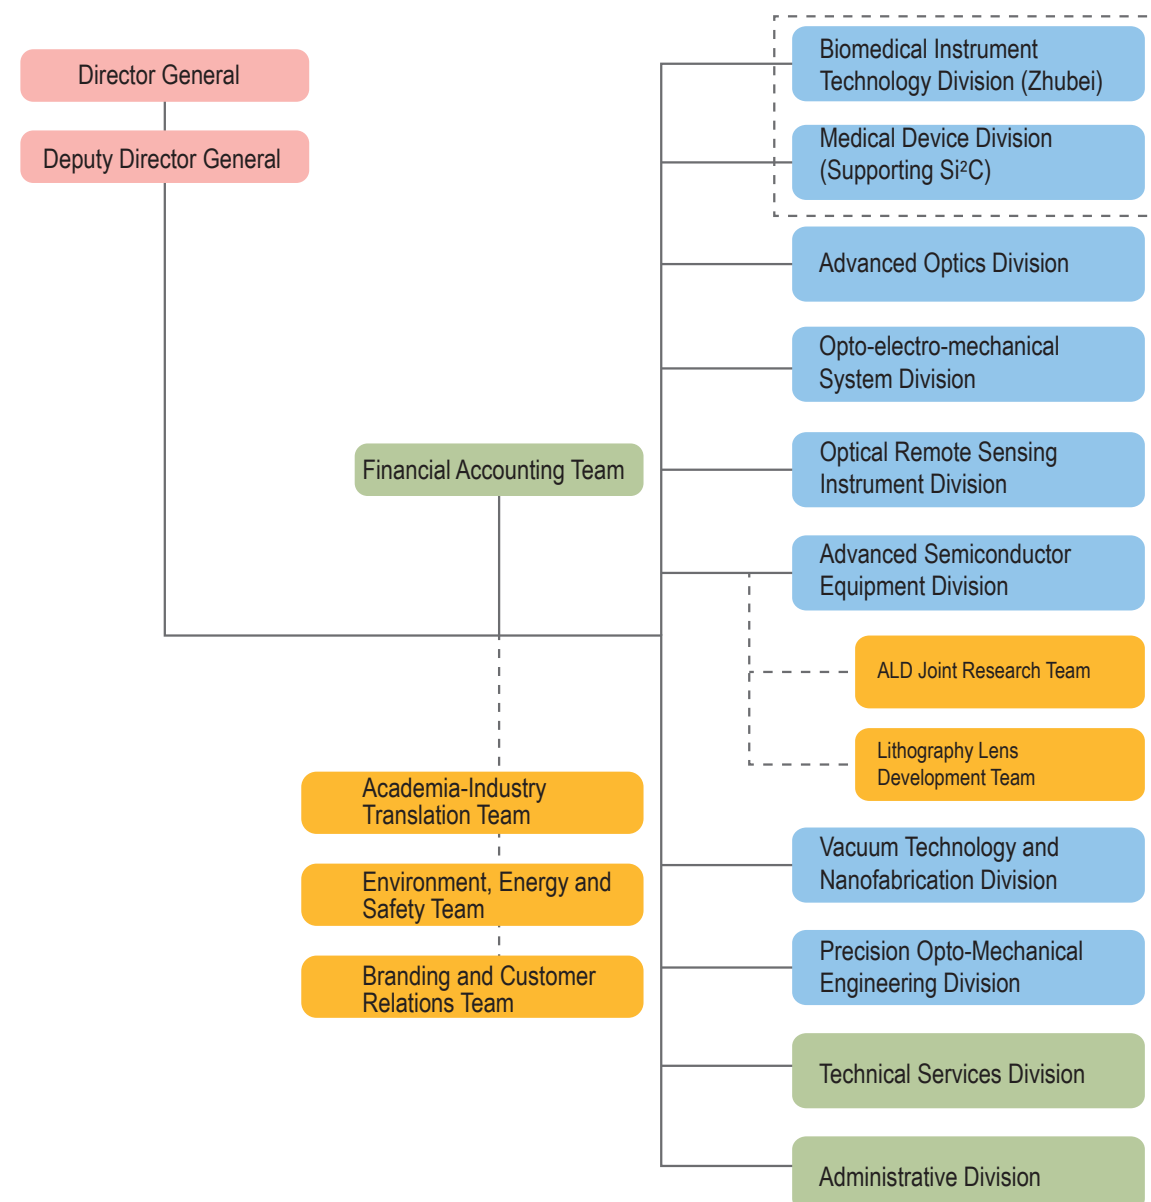 Director General
Deputy Director General
Financial Accounting Team
Academia-Industry
Translation Team
Environment, Energy and
Safety Team
Branding and Customer
Relations Team
Biomedical Instrument
Technology Division (Zhubei)
Medical Device Division
(Supporting Si²C)
Advanced Optics Division
Opto-electro-mechanical
System Division
Optical Remote Sensing
Instrument Division
Advanced Semiconductor
Equipment Division
ALD Joint Research Team
Lithography Lens
Development Team
Vacuum Technology and
Nanofabrication Division
Precision Opto-Mechanical
Engineering Division
Technical Services Division
Administrative Division